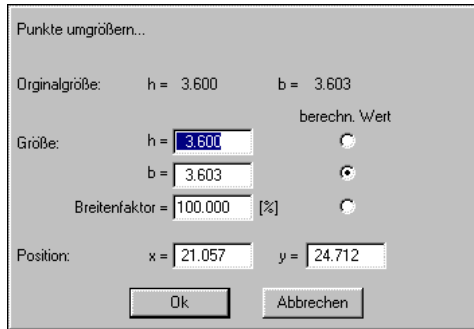 Punkte umgrößern...
Orginalgröße: h = 3.600 b = 3.603
berechn. Wert
Größe: h = 3.600
b = 3.603
Breitenfaktor = 100.000 [%]
Position: x = 21.057 y = 24.712
Ok Abbrechen